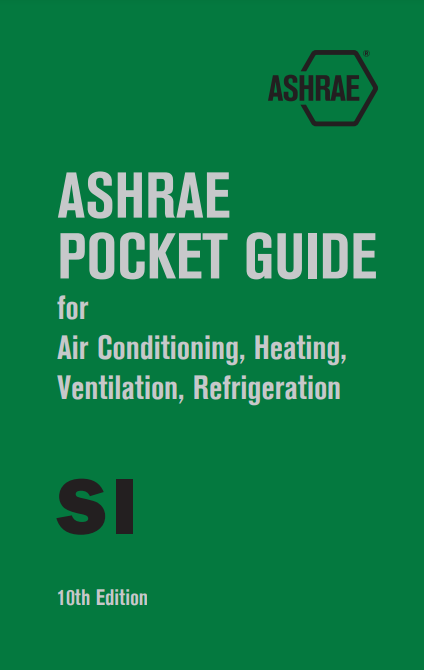 ASHRAE®
ASHRAE
POCKET GUIDE
for
Air Conditioning, Heating,
Ventilation, Refrigeration
SI
10th Edition